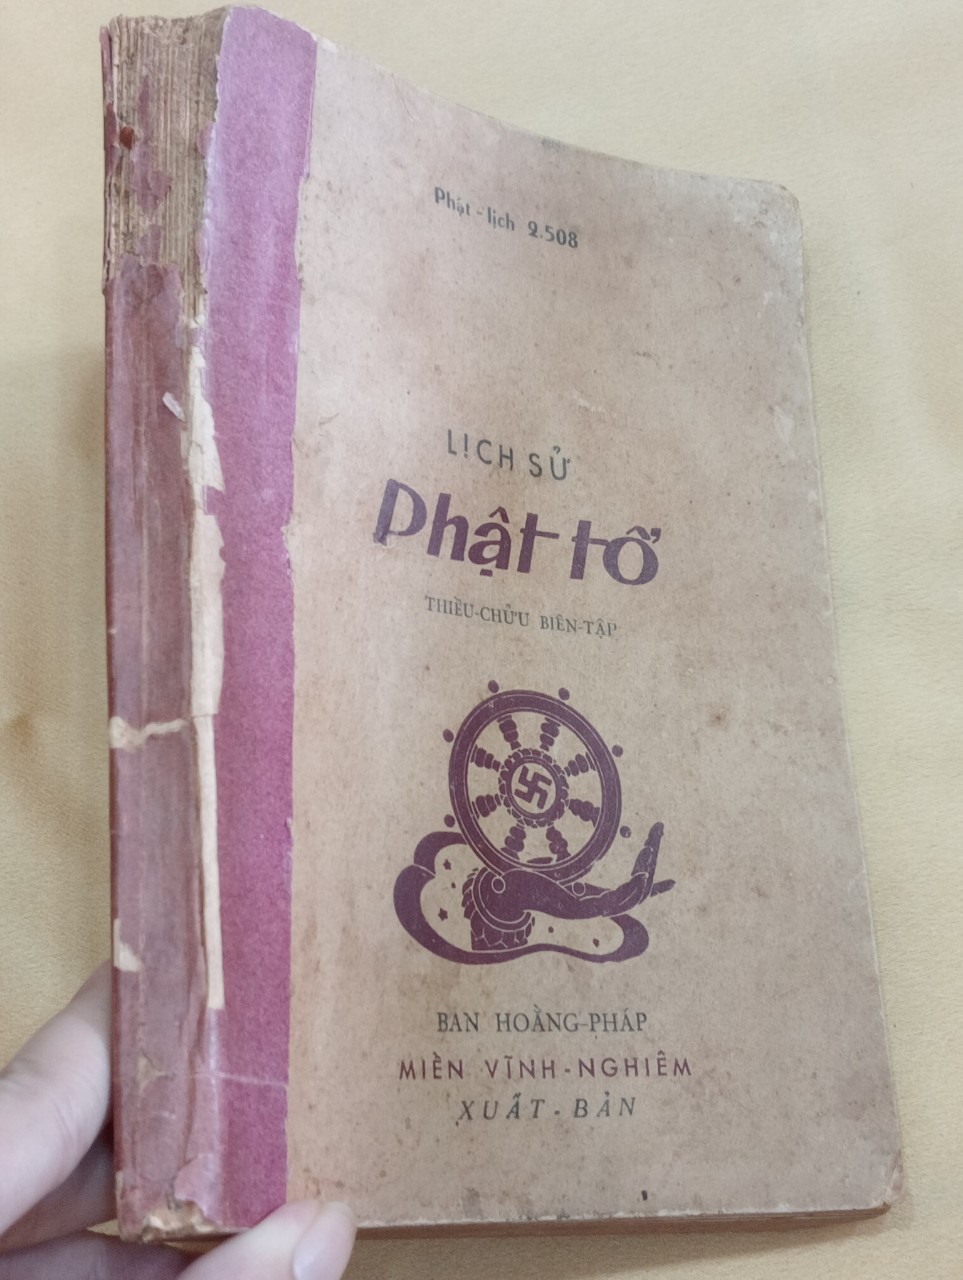 Phật-lịch 2.508
LỊCH SỬ
Phật tổ
THIỀU-CHỬU BIÊN-TẬP
BAN HOẰNG-PHÁP
MIỀN VĨNH-NGHIÊM
XUẤT-BẢN